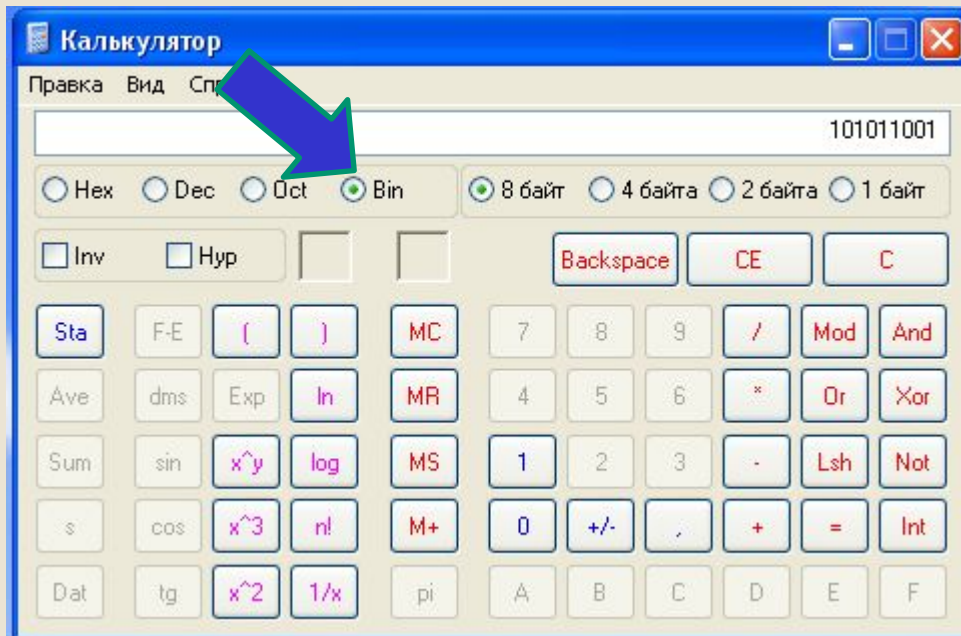 Калькулятор
Правка Вид
101011001
Hex Dec Oct Bin 8 байт 4 байта 2 байта 1 байт
Inv Hyp Backspace CE C
Sta F-E ( ) MC 7 8 9 / Mod And
Ave dms Exp ln MR 4 5 6 * Or Xor
Sum sin x^y log MS 1 2 3 - Lsh Not
s cos x^3 n! M+ 0 +/- , + = Int
Dat tg x^2 1/x pi A B C D E F